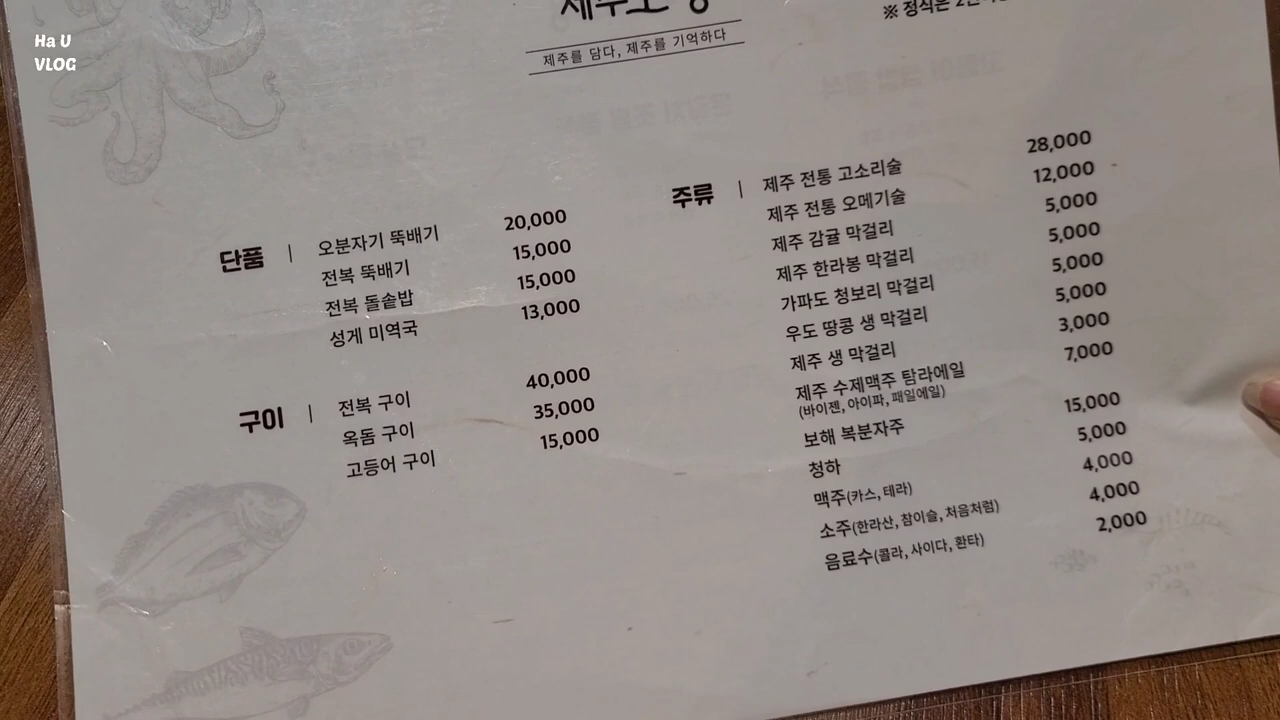 Ha U
VLOG
제주를 담다, 제주를 기억하다
※ 정식은
단품 | 오분자기 뚝배기 20,000
전복 뚝배기 15,000
전복 돌솥밥 15,000
성게 미역국 13,000
구이 | 전복 구이 40,000
옥돔 구이 35,000
고등어 구이 15,000
주류 | 제주 전통 고소리술 28,000
제주 전통 오메기술 12,000
제주 감귤 막걸리 5,000
제주 한라봉 막걸리 5,000
가파도 청보리 막걸리 5,000
우도 땅콩 생 막걸리 5,000
제주 생 막걸리 3,000
제주 수제맥주 탐라에일 7,000
(바이젠, 아이파, 패일에일)
보해 복분자주 15,000
청하 5,000
맥주(카스, 테라) 4,000
소주(한라산, 참이슬, 처음처럼) 4,000
음료수(콜라, 사이다, 환타) 2,000